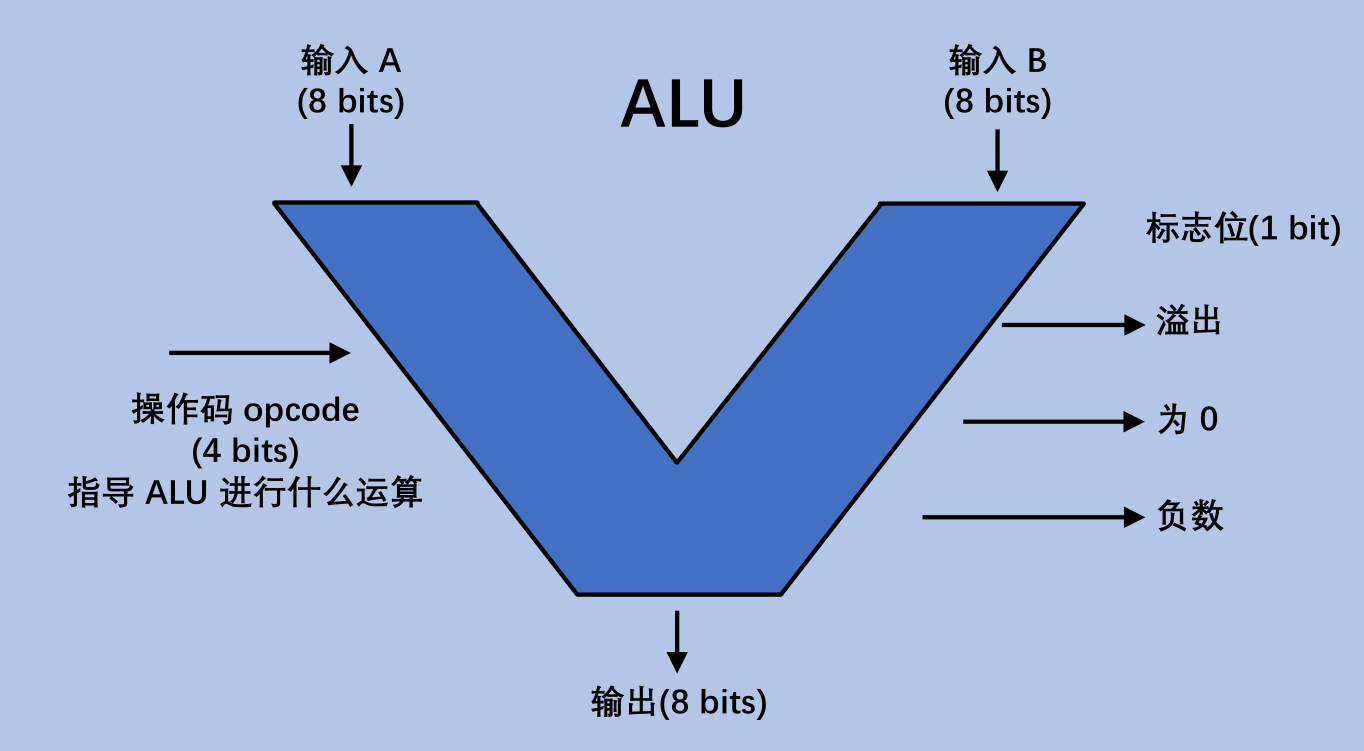 输入 A
(8 bits)
ALU
输入 B
(8 bits)
标志位(1 bit)
溢出
为 0
负数
操作码 opcode
(4 bits)
指导 ALU 进行什么运算
输出(8 bits)